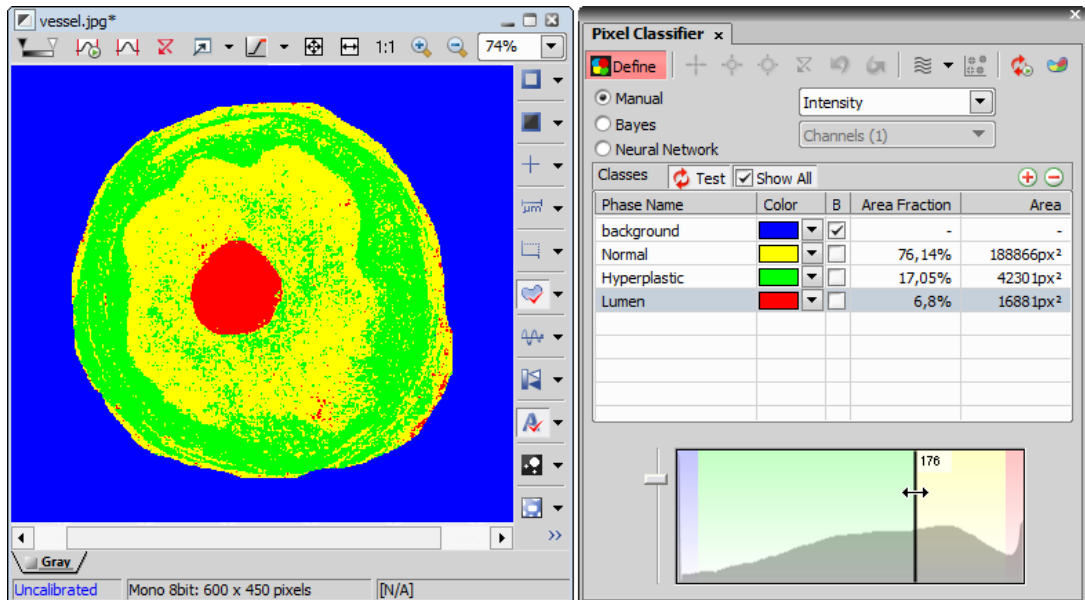 vessel.jpg*
1:1
74%
µm
Gray
Uncalibrated
Mono 8bit: 600 x 450 pixels
[N/A]
Pixel Classifier x
Define
Manual
Intensity
Bayes
Channels (1)
Neural Network
Classes Test Show All
Phase Name Color B Area Fraction Area
background - -
Normal 76,14% 188866px²
Hyperplastic 17,05% 42301px²
Lumen 6,8% 16881px²
176